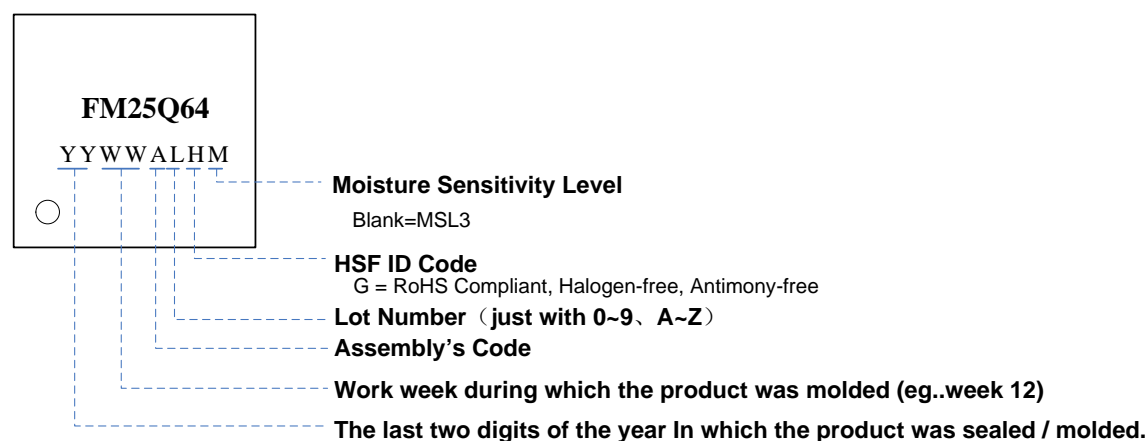 FM25Q64
YYWWALHM
Moisture Sensitivity Level
Blank=MSL3
HSF ID Code
G = RoHS Compliant, Halogen-free, Antimony-free
Lot Number（just with 0~9、A~Z）
Assembly's Code
Work week during which the product was molded (eg..week 12)
The last two digits of the year In which the product was sealed / molded.